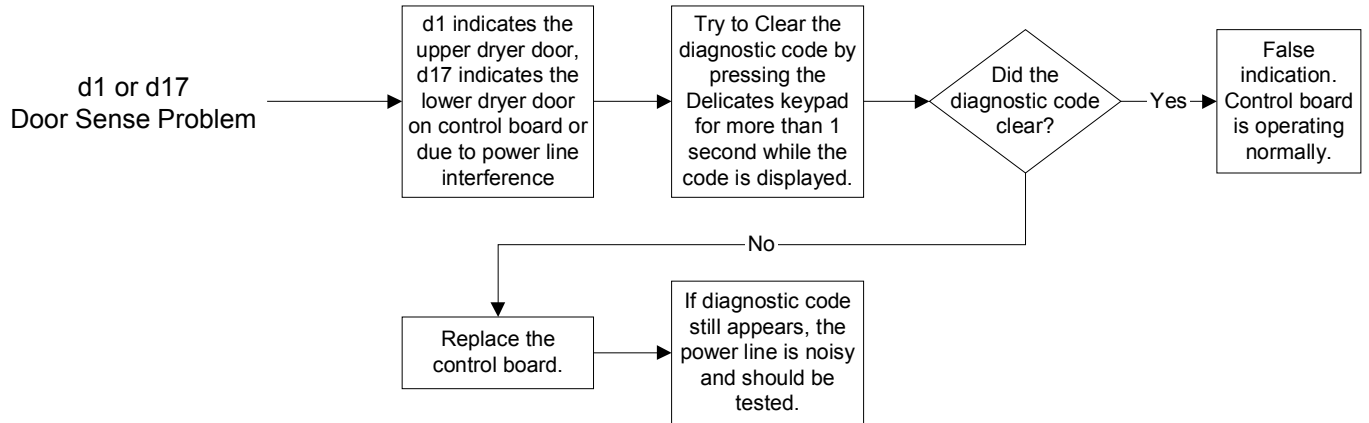 d1 or d17
Door Sense Problem
d1 indicates the
upper dryer door,
d17 indicates the
lower dryer door
on control board or
due to power line
interference
Try to Clear the
diagnostic code by
pressing the
Delicates keypad
for more than 1
second while the
code is displayed.
Did the
diagnostic code
clear?
Yes
False
indication.
Control board
is operating
normally.
No
Replace the
control board.
If diagnostic code
still appears, the
power line is noisy
and should be
tested.